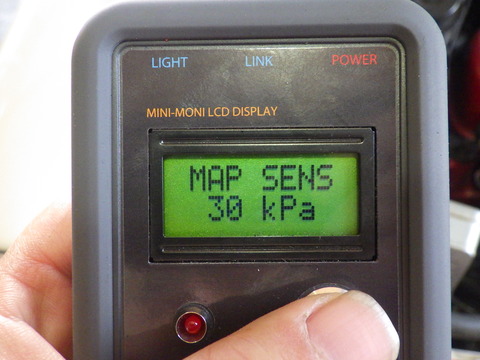 LIGHT LINK POWER
MINI-MONI LCD DISPLAY
MAP SENS
30 kPa